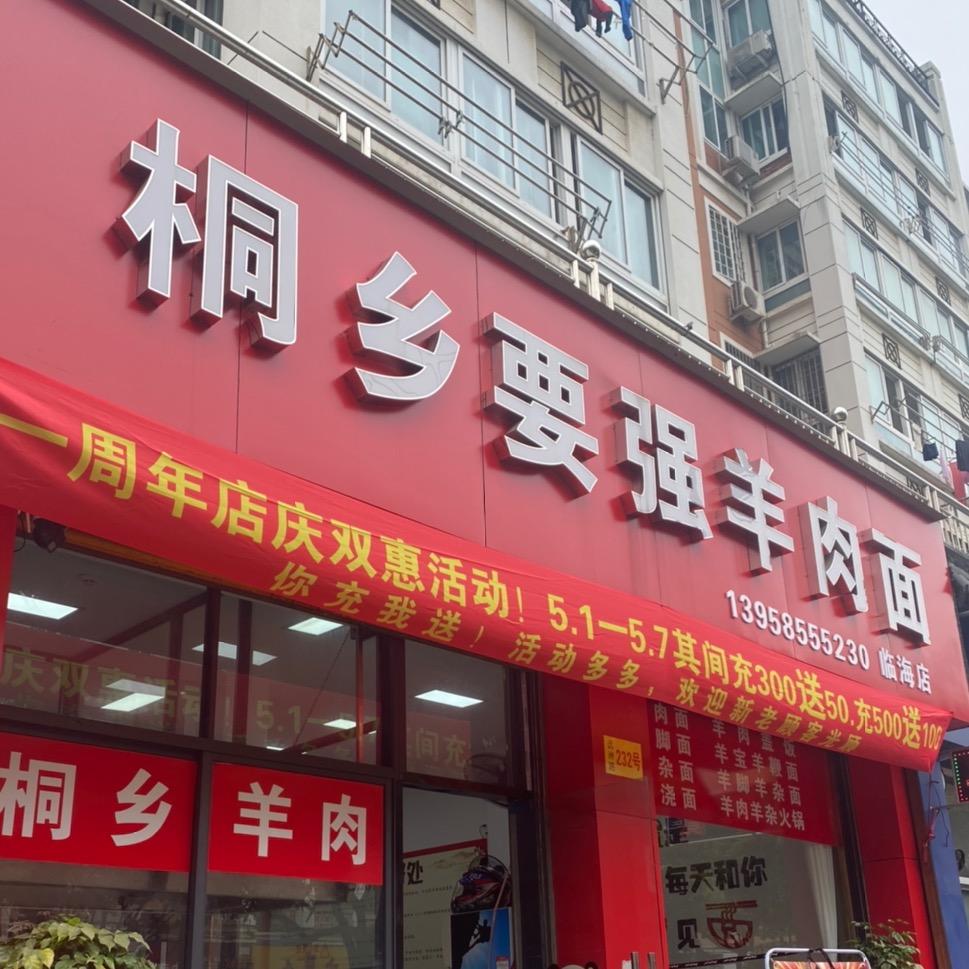 桐乡要强羊肉面
13958555230 临海店
一周年店庆双惠活动！5.1—5.7其间充300送50.充500送100
你充我送！活动多多，欢迎新老顾客光顾
232号
肉面
脚面
杂面
浇面
羊宝羊鞭面
羊脚羊杂面
羊肉羊杂火锅
桐乡 羊肉
每天和你
见